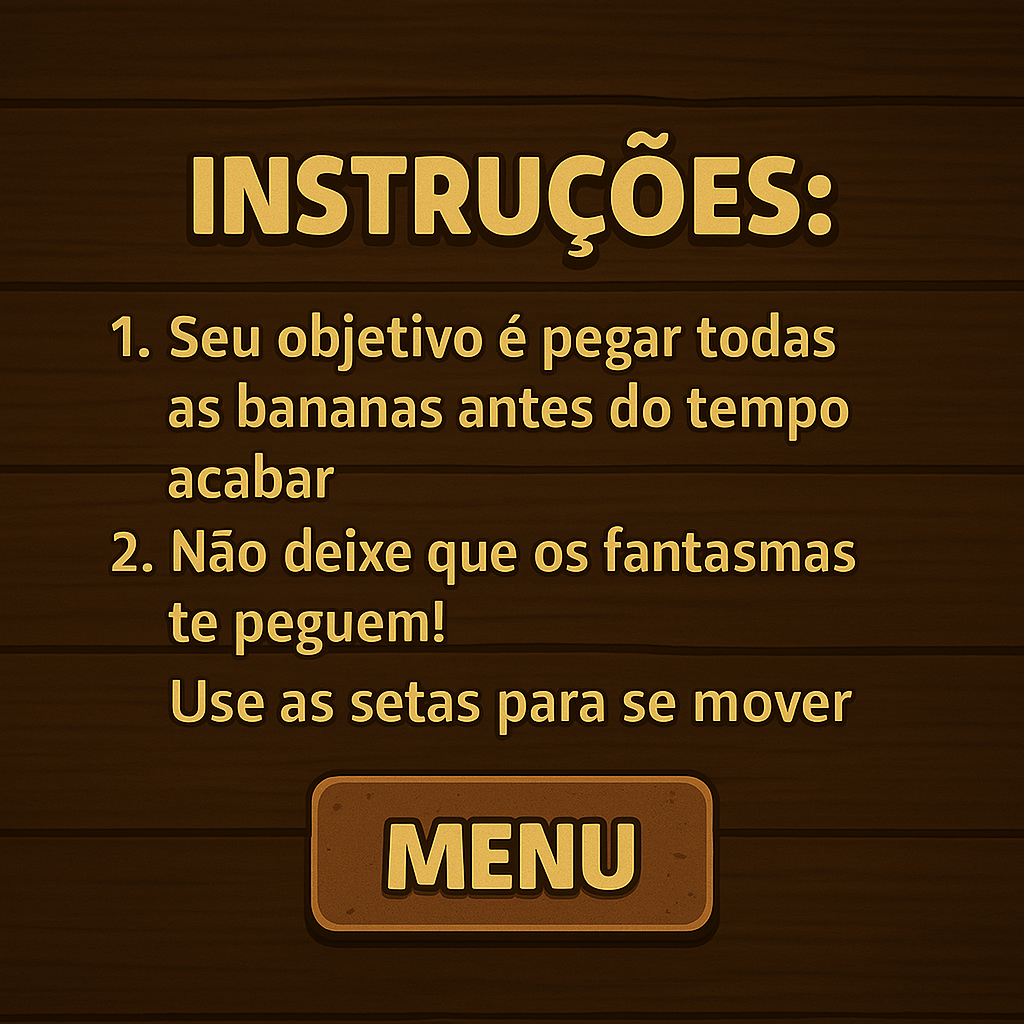 INSTRUÇÕES:
1. Seu objetivo é pegar todas
as bananas antes do tempo
acabar
2. Não deixe que os fantasmas
te peguem!
Use as setas para se mover
MENU